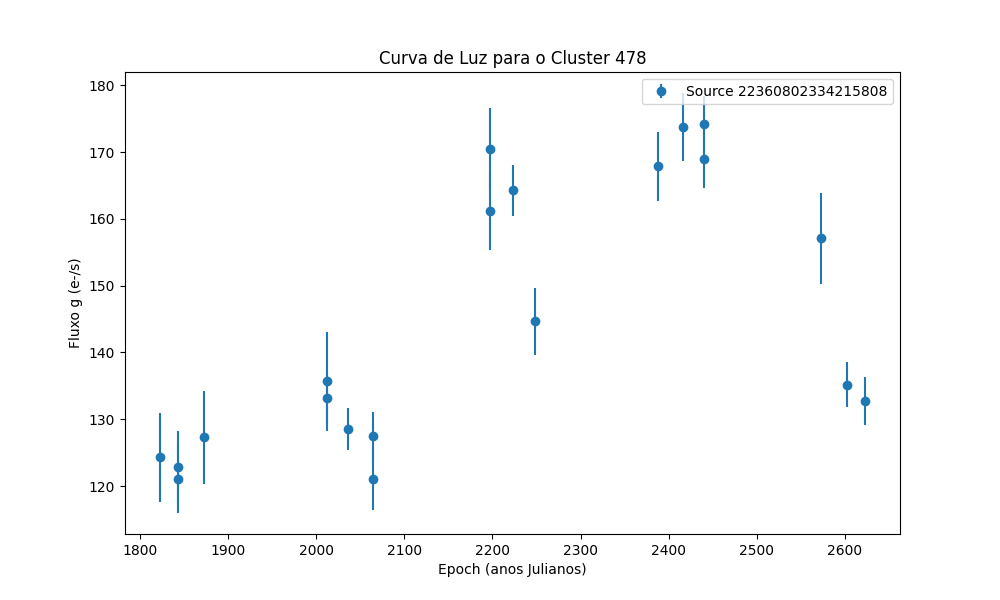 Curva de Luz para o Cluster 478
Source 22360802334215808
Fluxo g (e-/s)
180
170
160
150
140
130
120
1800 1900 2000 2100 2200 2300 2400 2500 2600
Epoch (anos Julianos)